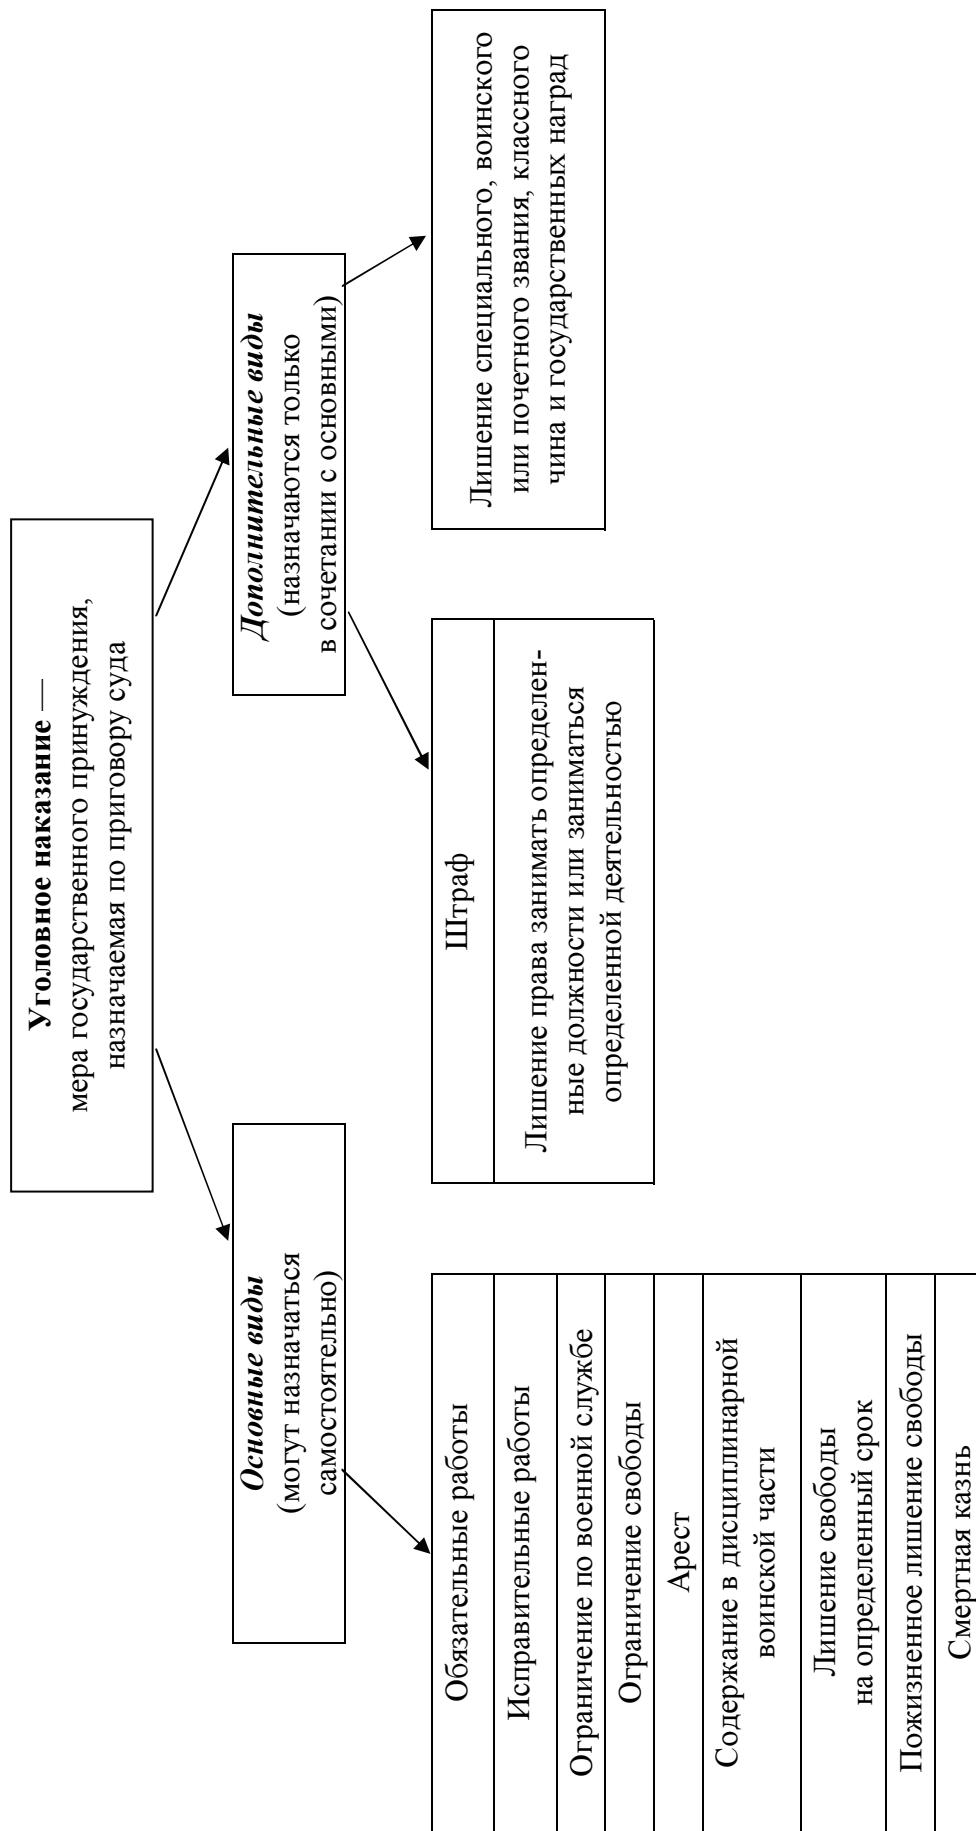 Уголовное наказание —
мера государственного принуждения,
назначаемая по приговору суда
Основные виды
(могут назначаться
самостоятельно)
Дополнительные виды
(назначаются только
в сочетании с основными)
Обязательные работы
Исправительные работы
Ограничение по военной службе
Ограничение свободы
Арест
Содержание в дисциплинарной
воинской части
Лишение свободы
на определенный срок
Пожизненное лишение свободы
Смертная казнь
Штраф
Лишение права занимать определен-
ные должности или заниматься
определенной деятельностью
Лишение специального, воинского
или почетного звания, классного
чина и государственных наград